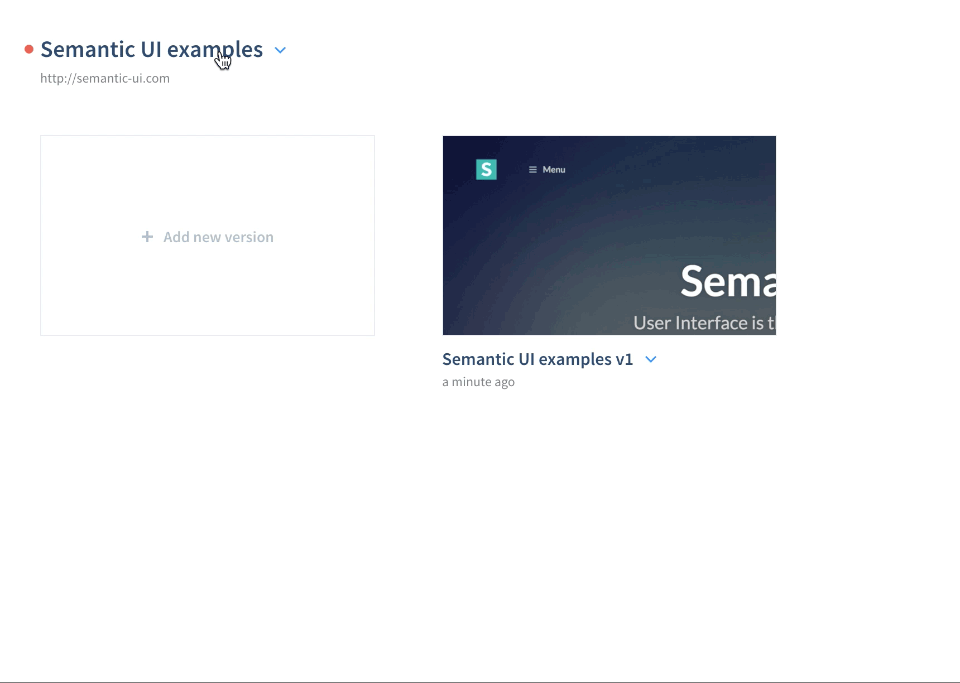 Semantic UI examples
http://semantic-ui.com
+ Add new version
S
Menu
Sema
User Interface is t
Semantic UI examples v1
a minute ago